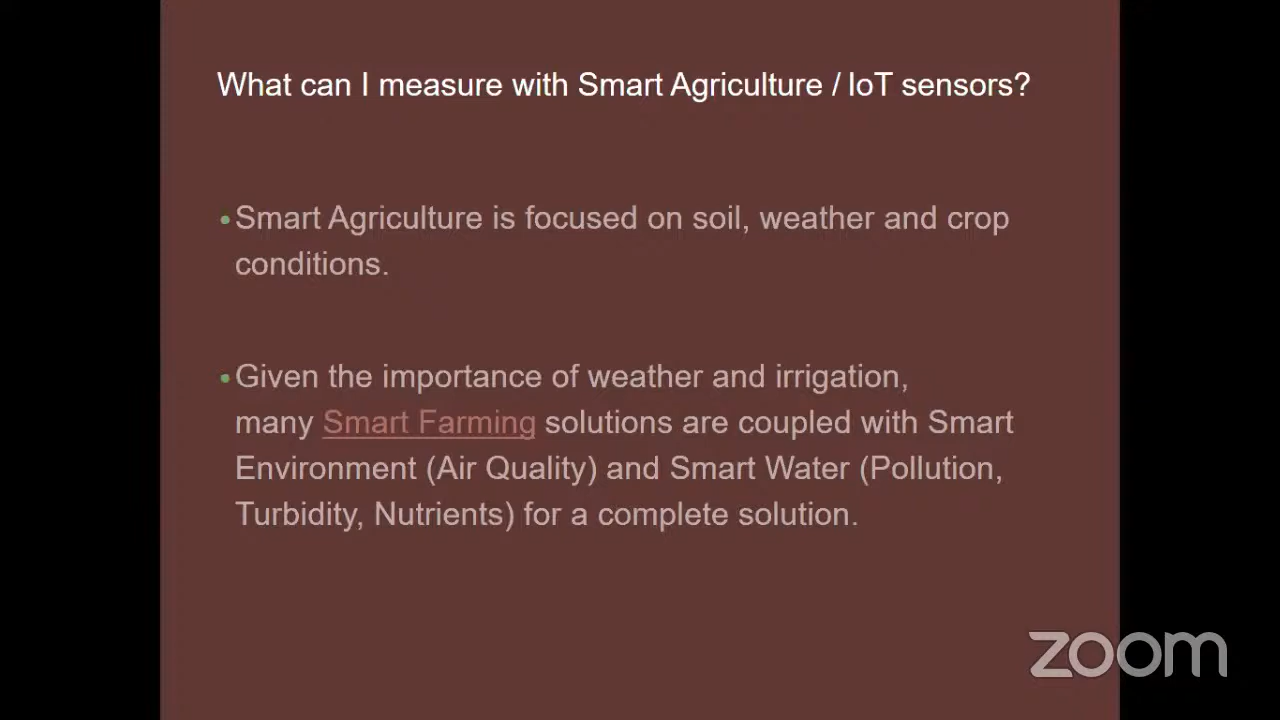 What can I measure with Smart Agriculture / IoT sensors?
•Smart Agriculture is focused on soil, weather and crop
conditions.
•Given the importance of weather and irrigation,
many Smart Farming solutions are coupled with Smart
Environment (Air Quality) and Smart Water (Pollution,
Turbidity, Nutrients) for a complete solution.
zoom